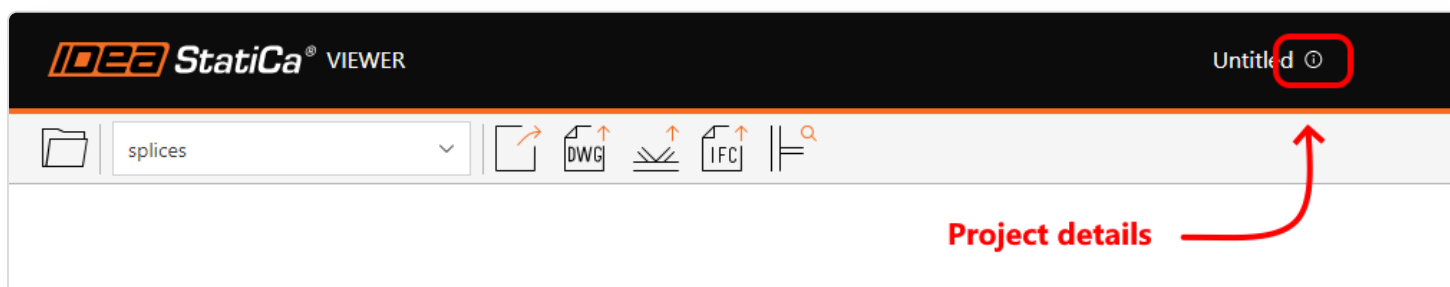 IDEA StatiCa® VIEWER
Untitled
splices
DWG
IFC
Project details